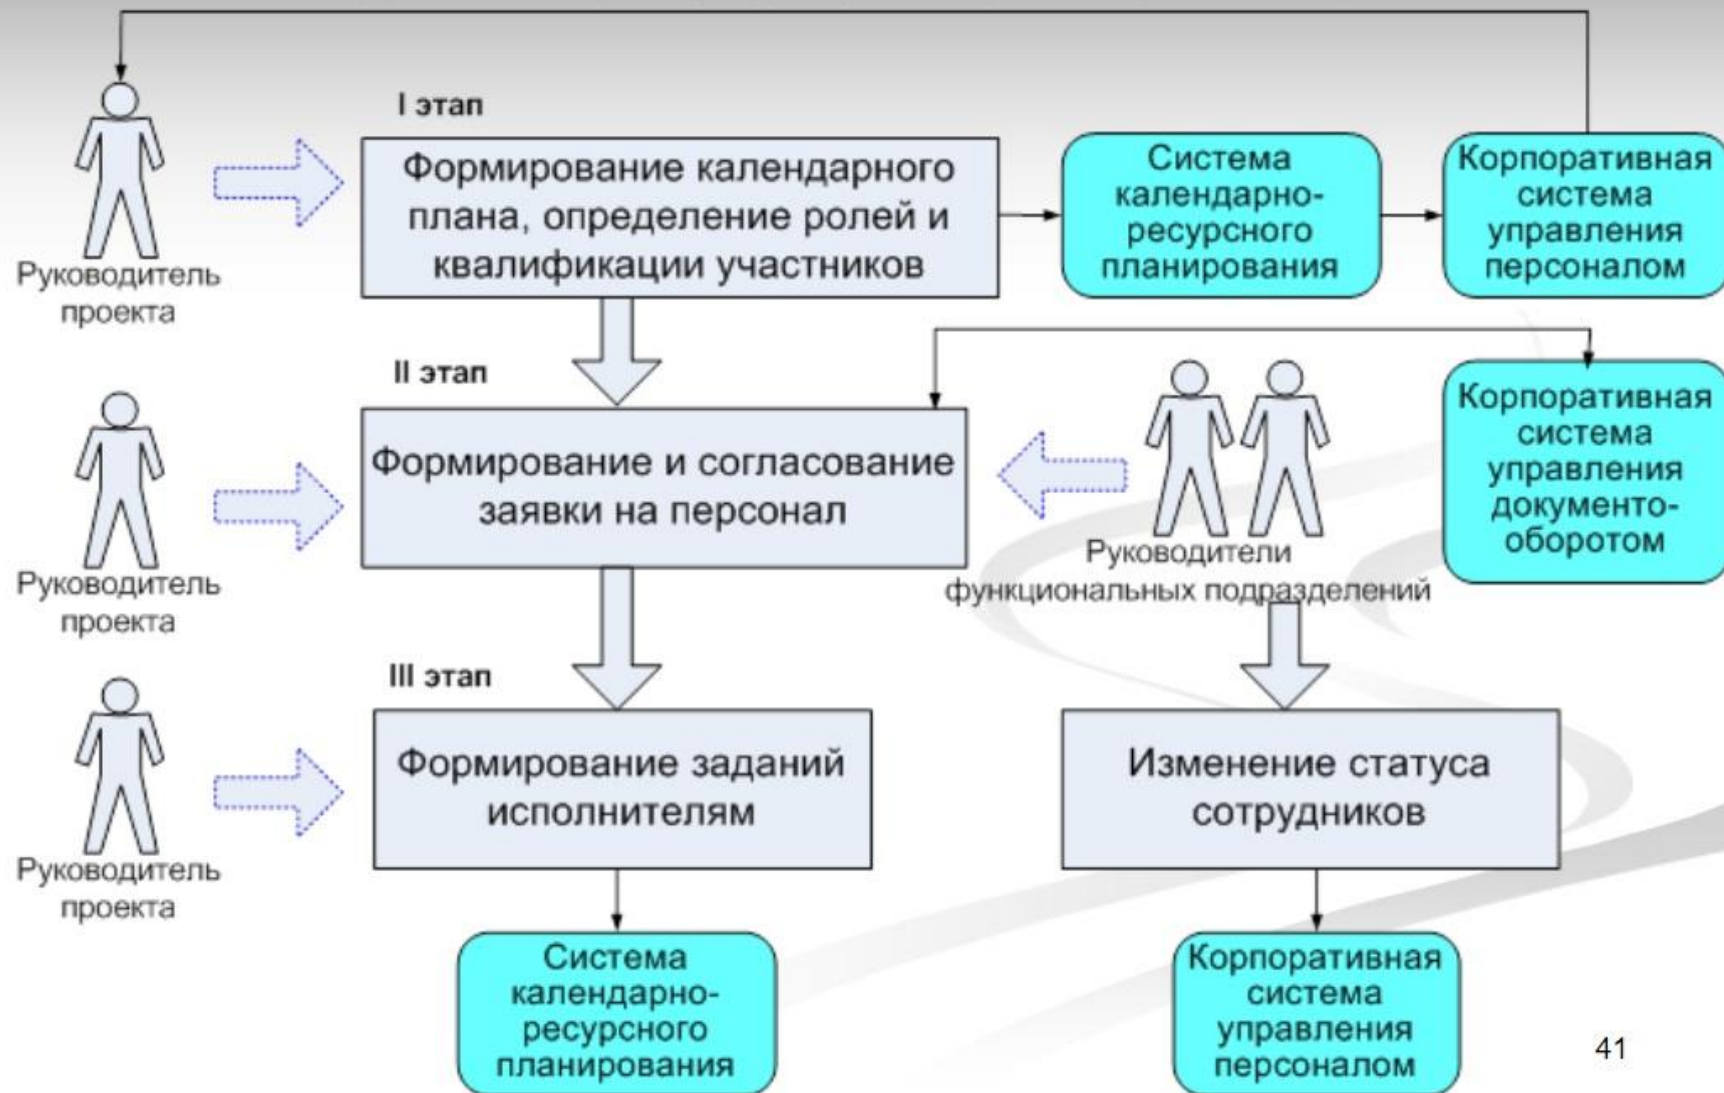 I этап
Руководитель
проекта
Формирование календарного
плана, определение ролей и
квалификации участников
Система
календарно-
ресурсного
планирования
Корпоративная
система
управления
персоналом
II этап
Руководитель
проекта
Формирование и согласование
заявки на персонал
Руководители
функциональных подразделений
Корпоративная
система
управления
документо-
оборотом
III этап
Руководитель
проекта
Формирование заданий
исполнителям
Изменение статуса
сотрудников
Система
календарно-
ресурсного
планирования
Корпоративная
система
управления
персоналом
41